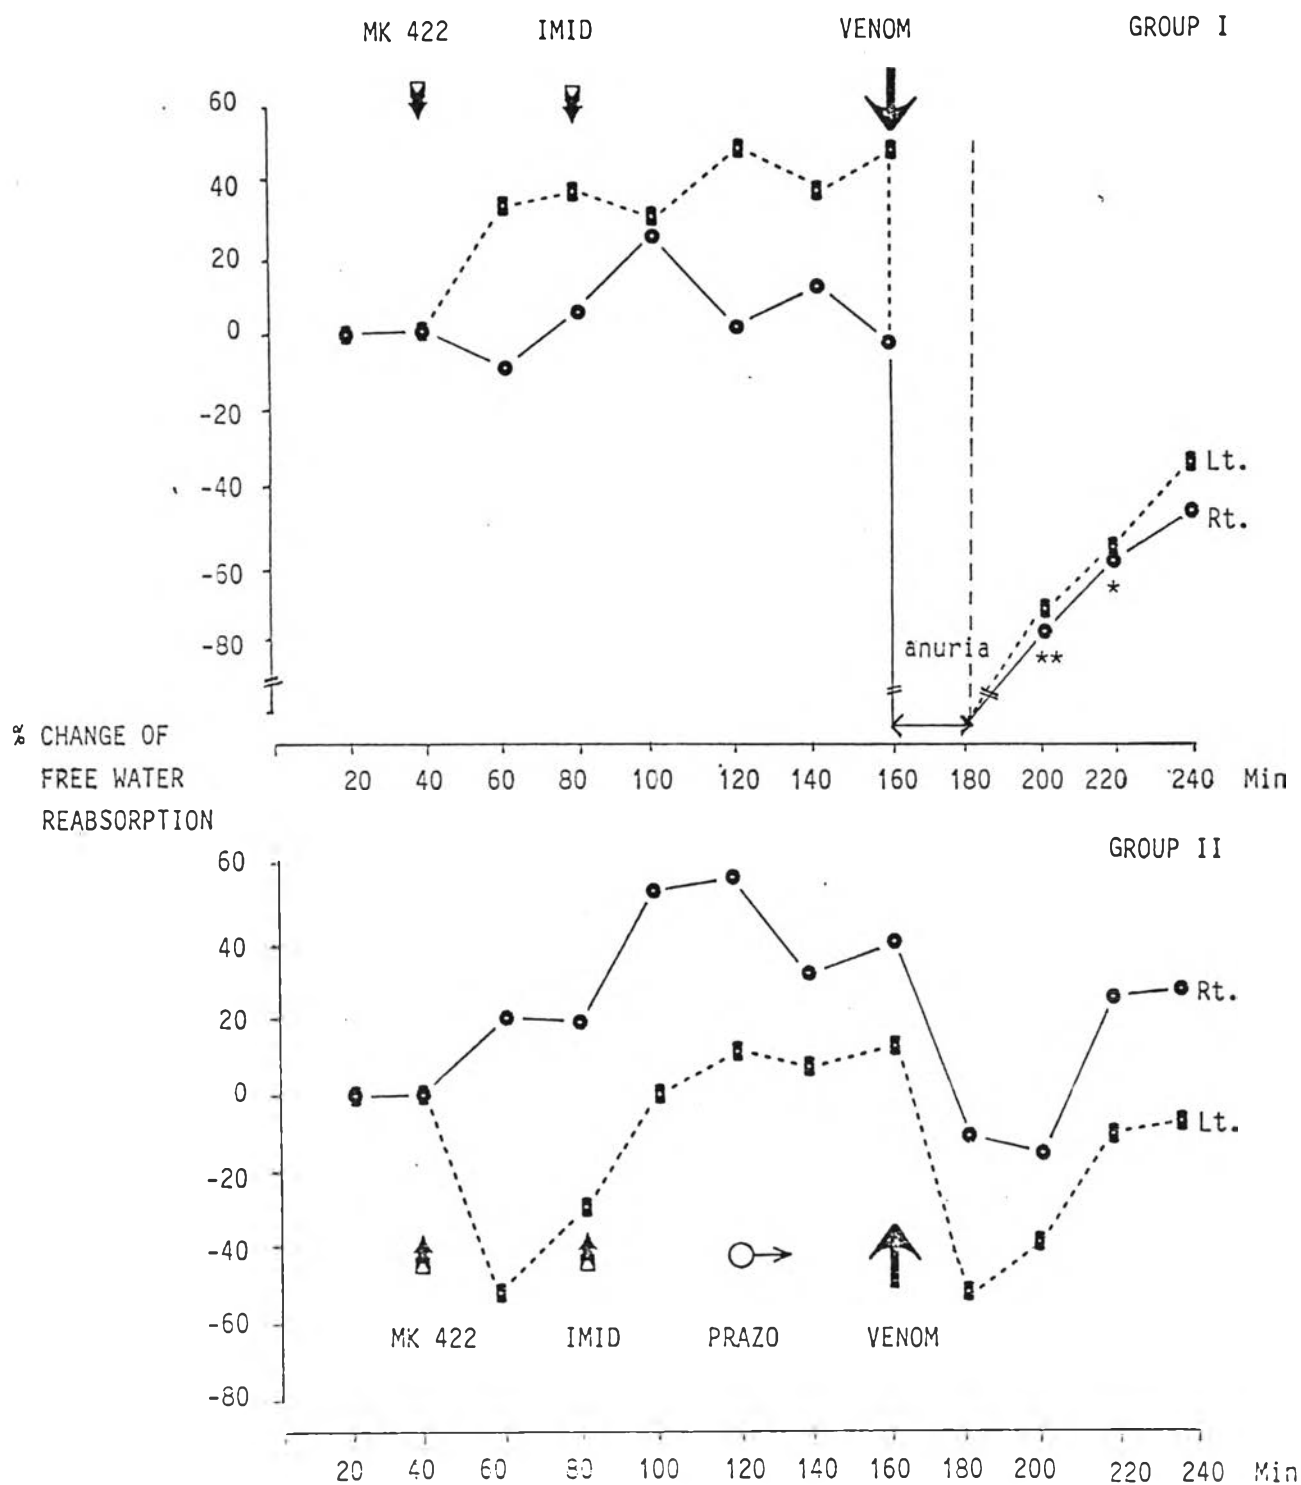 MK 422 IMID VENOM GROUP I
60
40
20
0
-20
-40
-60
-80
Lt.
Rt.
*
**
anuria
% CHANGE OF
FREE WATER
REABSORPTION
20 40 60 80 100 120 140 160 180 200 220 240 Min
GROUP II
60
40
20
0
-20
-40
-60
-80
Rt.
Lt.
MK 422 IMID PRAZO VENOM
20 40 60 80 100 120 140 160 180 200 220 240 Min